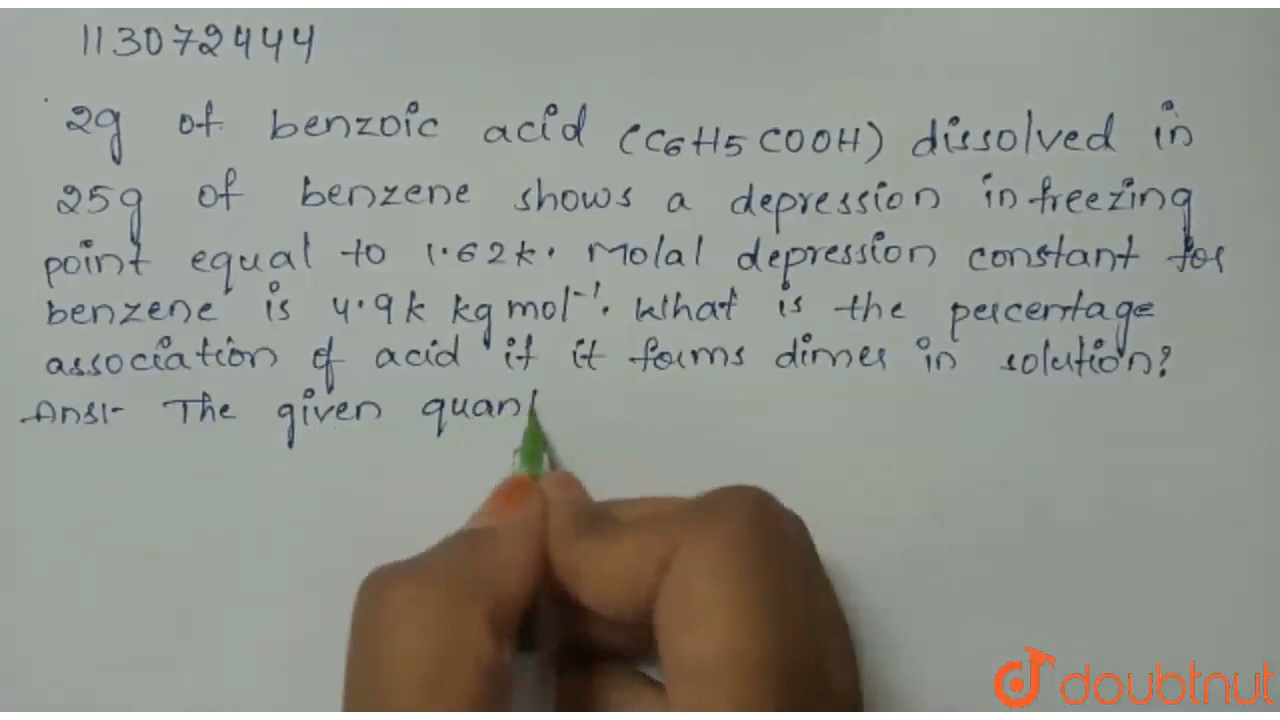 113072444
2g of benzoic acid (C6H5COOH) dissolved in
25g of benzene shows a depression in freezing
point equal to 1.62k. Molal depression constant for
benzene is 4.9k kg mol⁻¹. What is the percentage
association of acid if it forms dimer in solution?
Ans:- The given quant
doubtnut